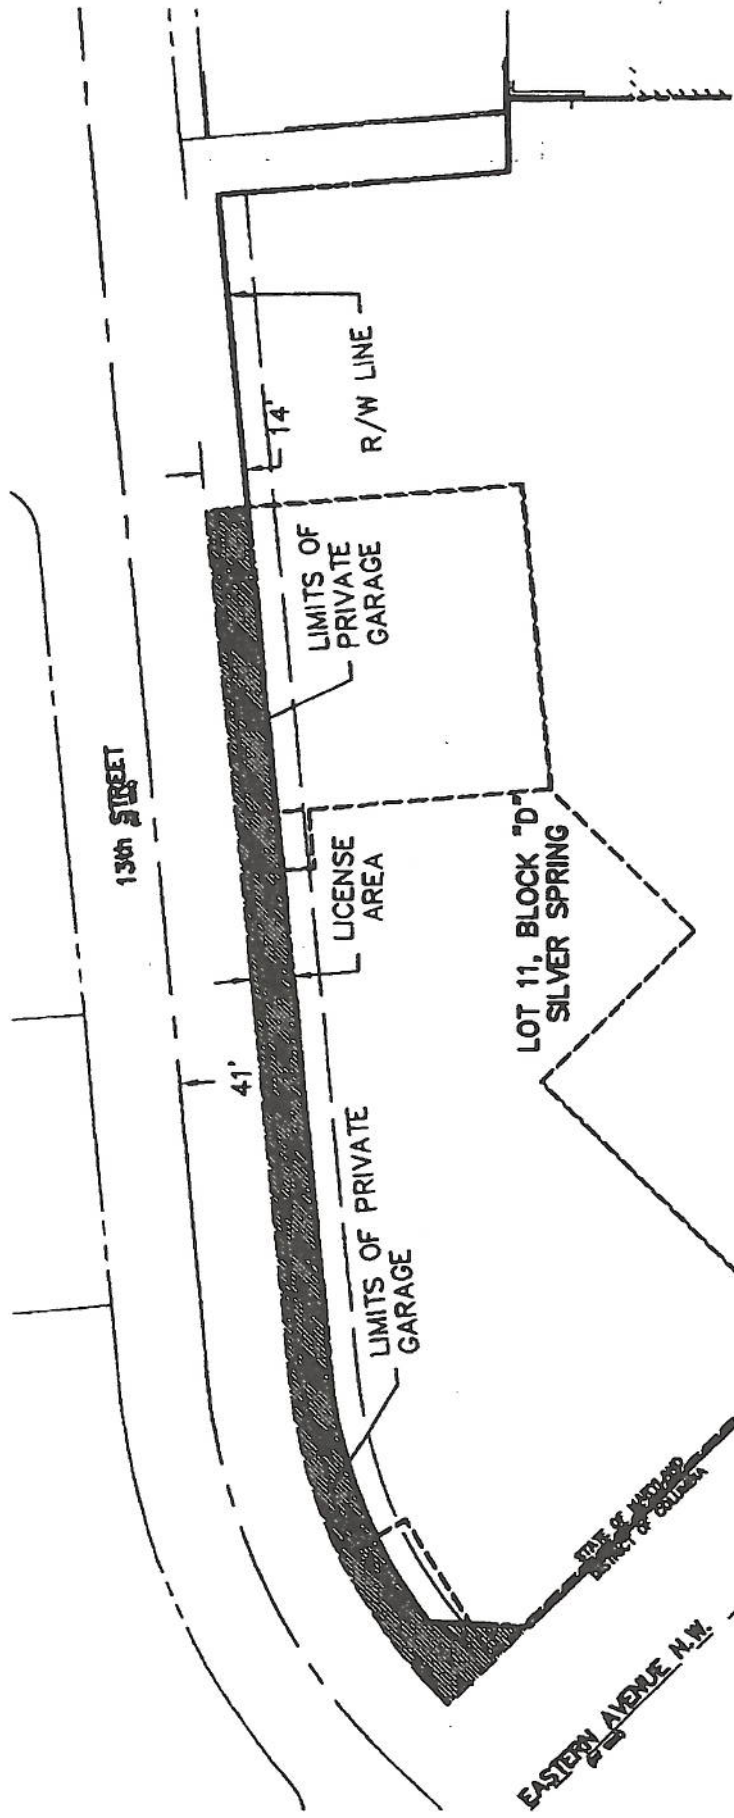 13th STREET
41'
14'
R/W LINE
LIMITS OF
PRIVATE
GARAGE
LICENSE
AREA
LIMITS OF PRIVATE
GARAGE
LOT 11, BLOCK "D"
SILVER SPRING
STATE OF MARYLAND
DISTRICT OF COLUMBIA
EASTERN AVENUE N.W.